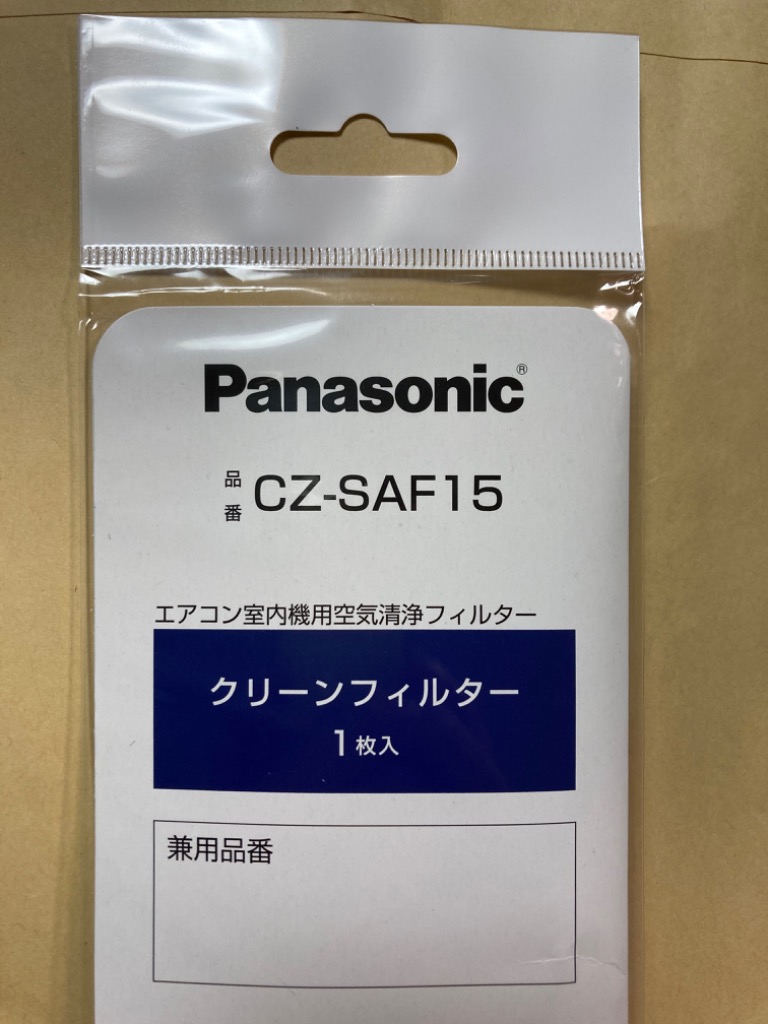 Panasonic®
品番 CZ-SAF15
エアコン室内機用空気清浄フィルター
クリーンフィルター
1枚入
兼用品番